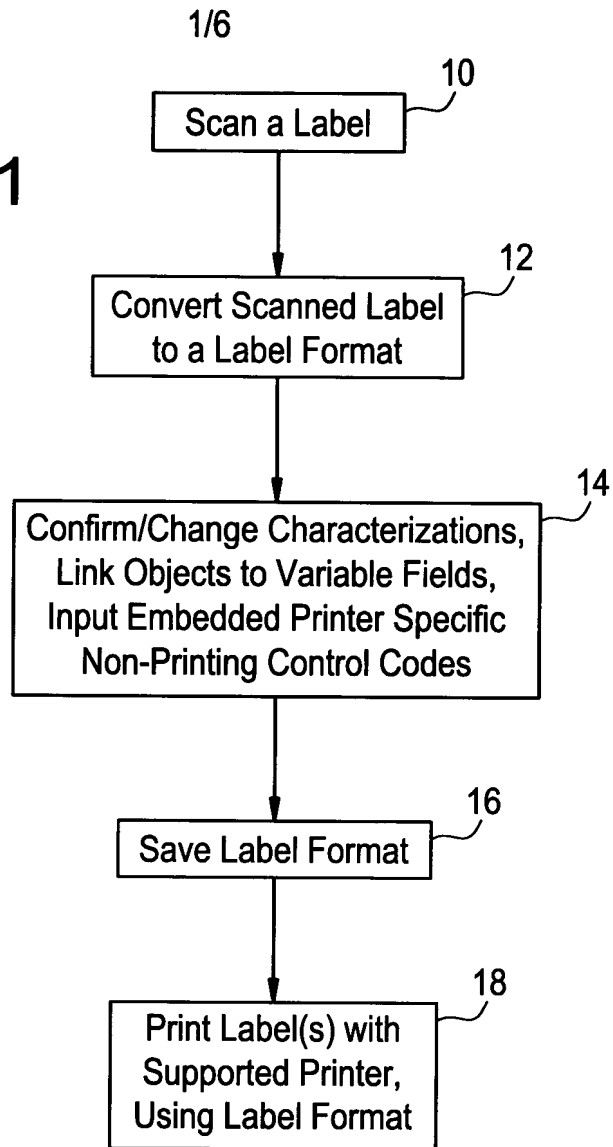 1/6
10
Scan a Label
1
12
Convert Scanned Label
to a Label Format
14
Confirm/Change Characterizations,
Link Objects to Variable Fields,
Input Embedded Printer Specific
Non-Printing Control Codes
16
Save Label Format
18
Print Label(s) with
Supported Printer,
Using Label Format